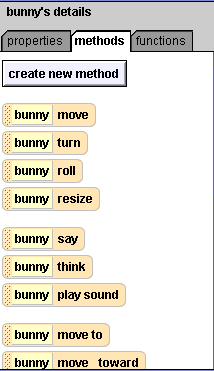 bunny's details
properties methods functions
create new method
bunny move
bunny turn
bunny roll
bunny resize
bunny say
bunny think
bunny play sound
bunny move to
bunny move toward